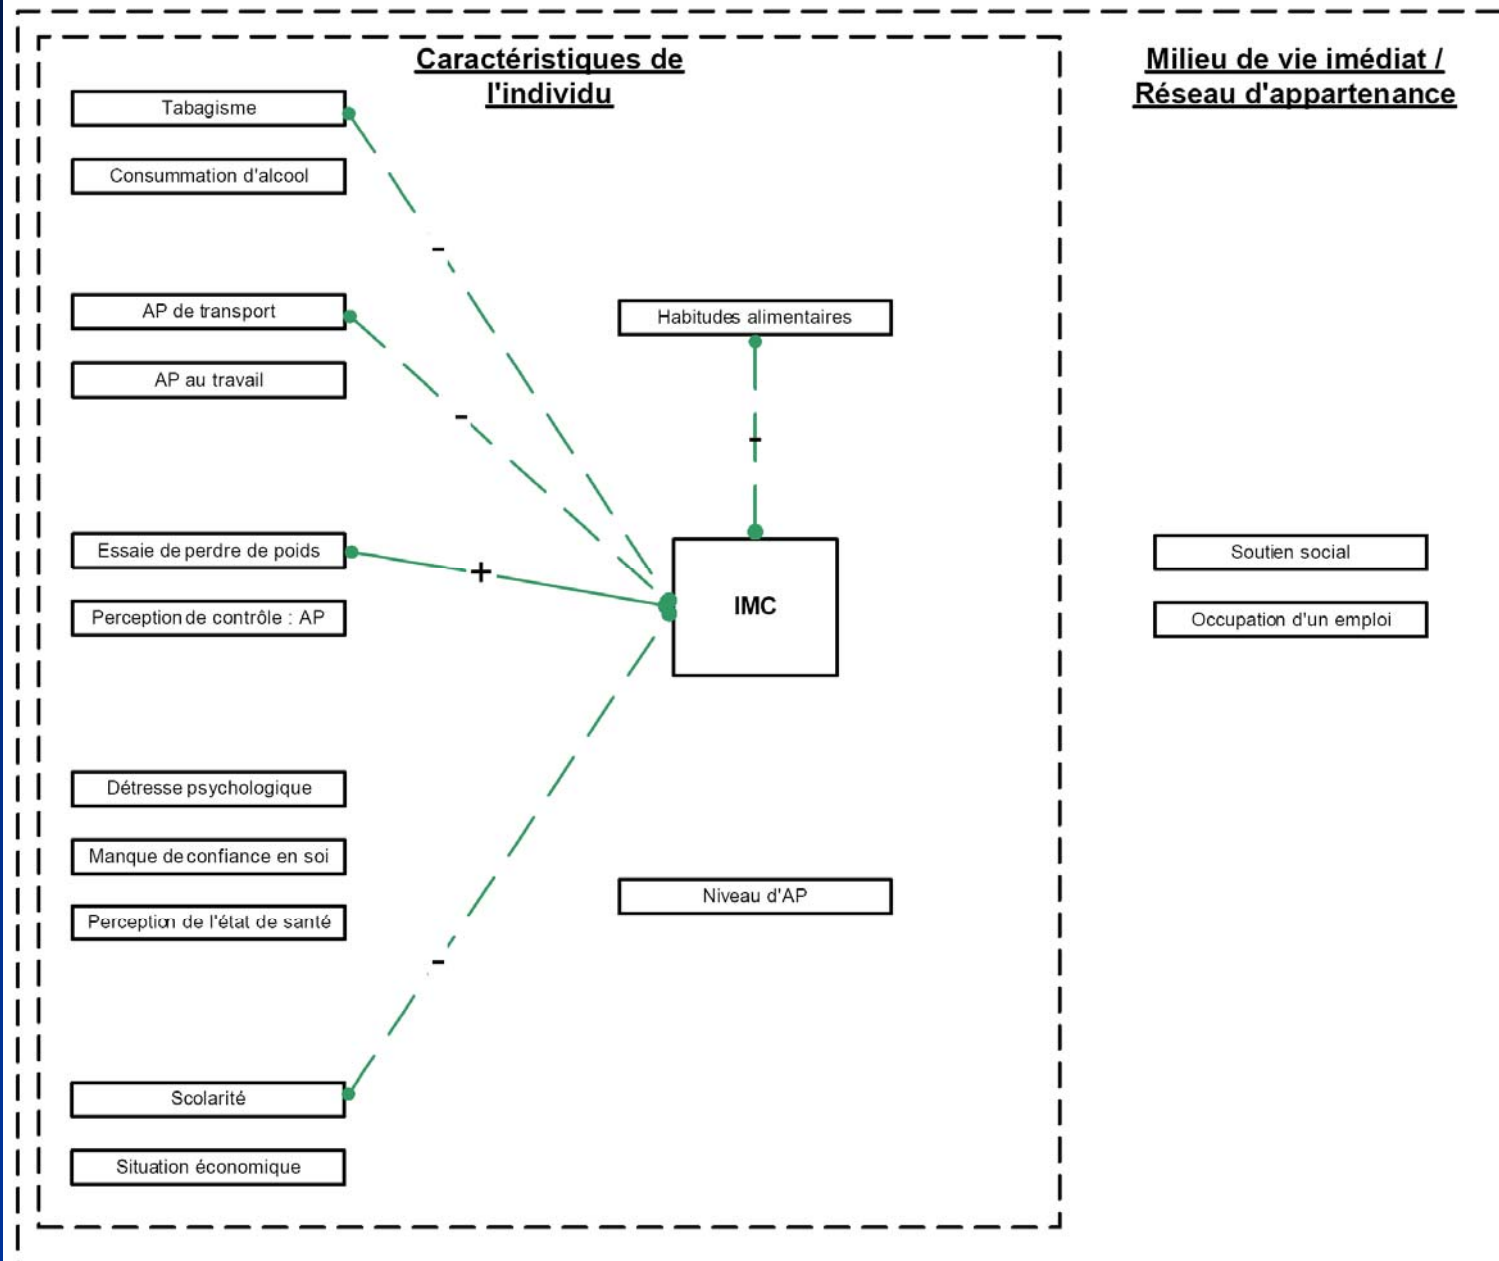 Caractéristiques de
l'individu
Milieu de vie imédiat /
Réseau d'appartenance
Tabagisme
Consummation d'alcool
-
AP de transport
Habitudes alimentaires
AP au travail
-
-
Essaie de perdre de poids
+
Perception de contrôle : AP
IMC
Soutien social
Occupation d'un emploi
Détresse psychologique
Manque de confiance en soi
Perception de l'état de santé
Niveau d'AP
-
Scolarité
Situation économique